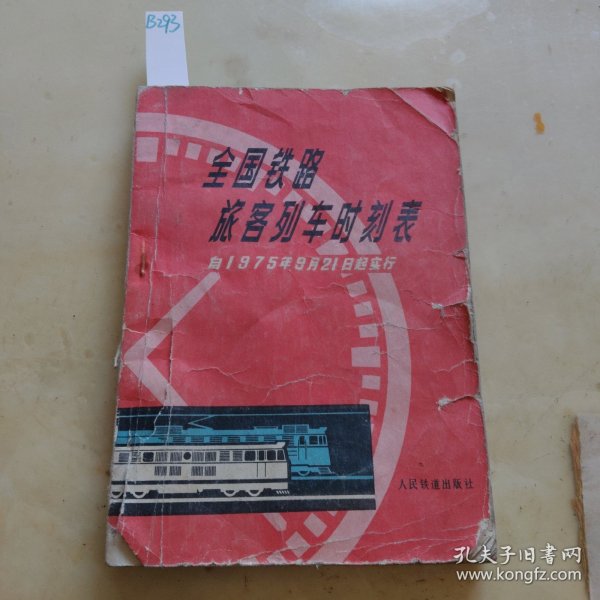 B293
全国铁路
旅客列车时刻表
自1975年9月21日起实行
人民铁道出版社
孔夫子旧書网
www.kongfz.com